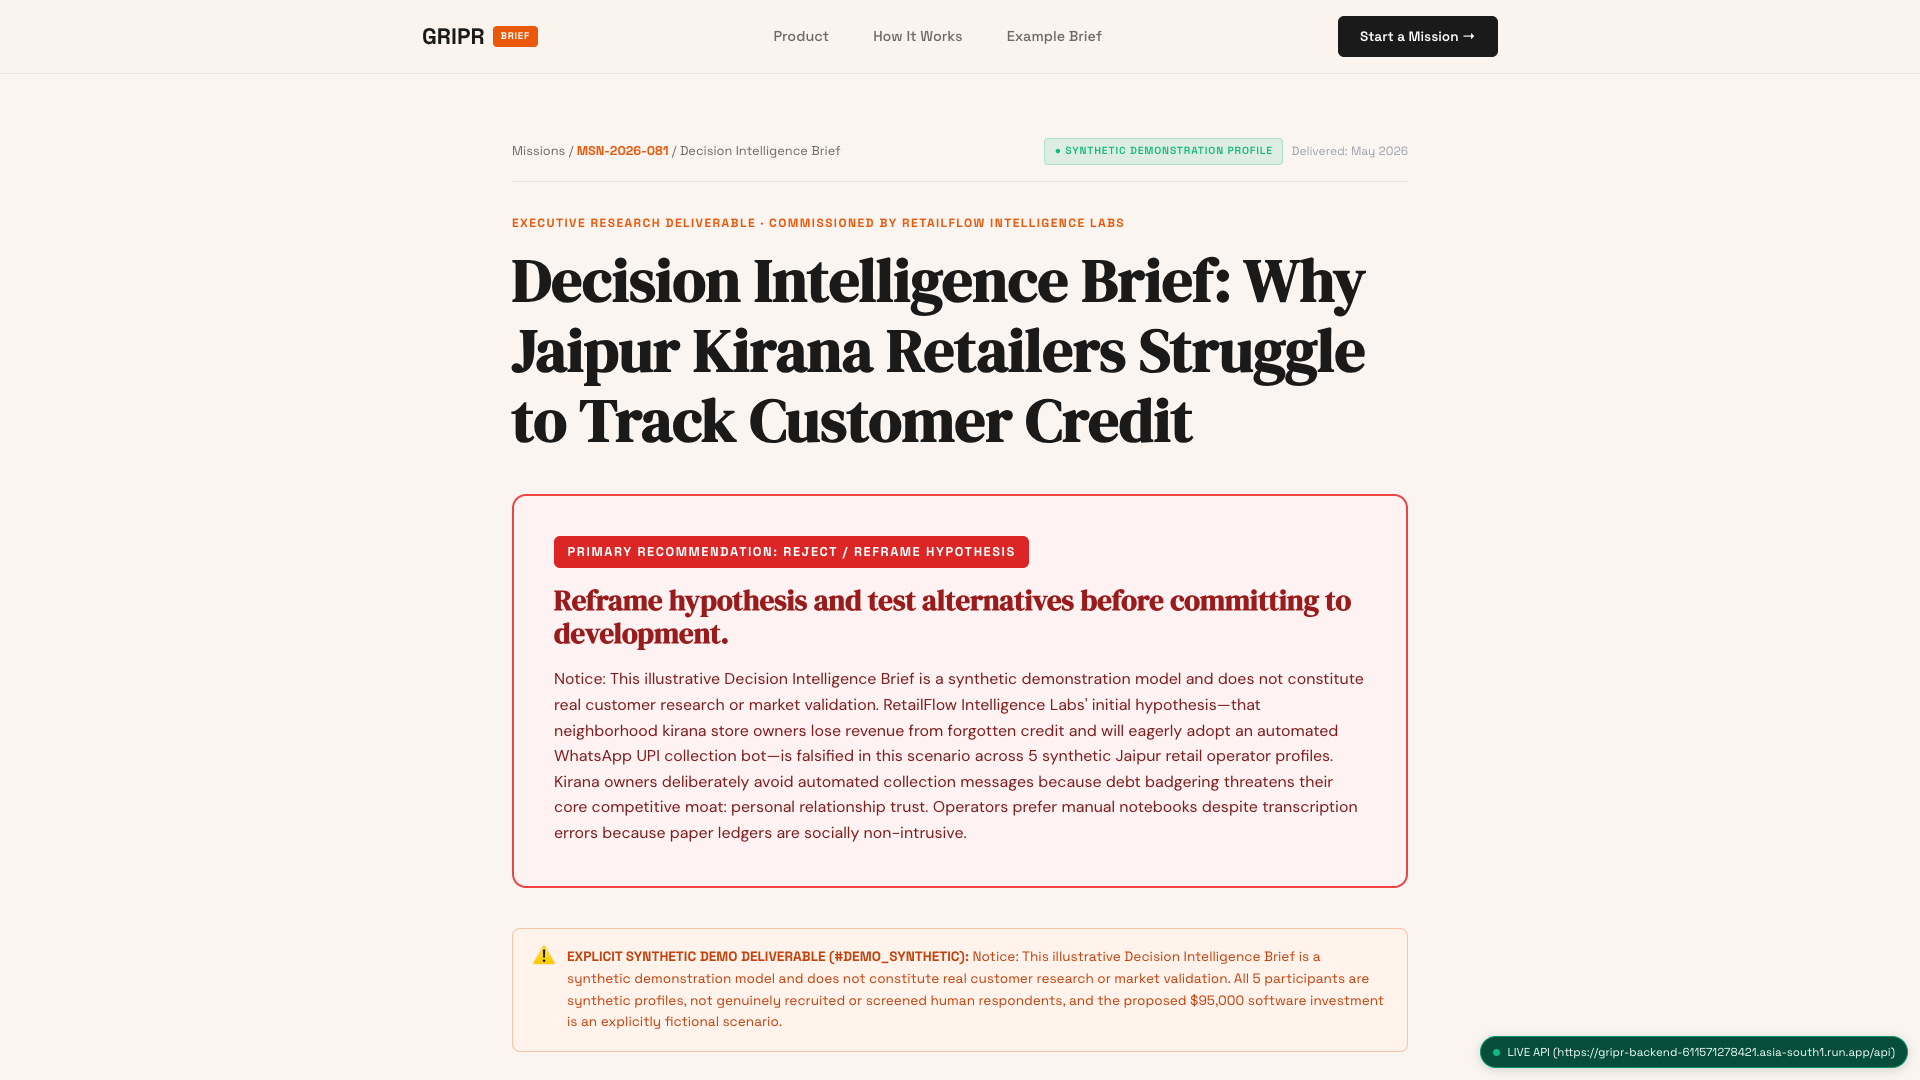 GRIPR BRIEF
Product How It Works Example Brief
Start a Mission →
Missions / MSN-2026-081 / Decision Intelligence Brief
• SYNTHETIC DEMONSTRATION PROFILE Delivered: May 2026
EXECUTIVE RESEARCH DELIVERABLE · COMMISSIONED BY RETAILFLOW INTELLIGENCE LABS
Decision Intelligence Brief: Why
Jaipur Kirana Retailers Struggle
to Track Customer Credit
PRIMARY RECOMMENDATION: REJECT / REFRAME HYPOTHESIS
Reframe hypothesis and test alternatives before committing to
development.
Notice: This illustrative Decision Intelligence Brief is a synthetic demonstration model and does not constitute
real customer research or market validation. RetailFlow Intelligence Labs' initial hypothesis—that
neighborhood kirana store owners lose revenue from forgotten credit and will eagerly adopt an automated
WhatsApp UPI collection bot—is falsified in this scenario across 5 synthetic Jaipur retail operator profiles.
Kirana owners deliberately avoid automated collection messages because debt badgering threatens their
core competitive moat: personal relationship trust. Operators prefer manual notebooks despite transcription
errors because paper ledgers are socially non-intrusive.
EXPLICIT SYNTHETIC DEMO DELIVERABLE (#DEMO_SYNTHETIC): Notice: This illustrative Decision Intelligence Brief is a
synthetic demonstration model and does not constitute real customer research or market validation. All 5 participants are
synthetic profiles, not genuinely recruited or screened human respondents, and the proposed $95,000 software investment
is an explicitly fictional scenario.
LIVE API (https://gripr-backend-611571278421.asia-south1.run.app/api)